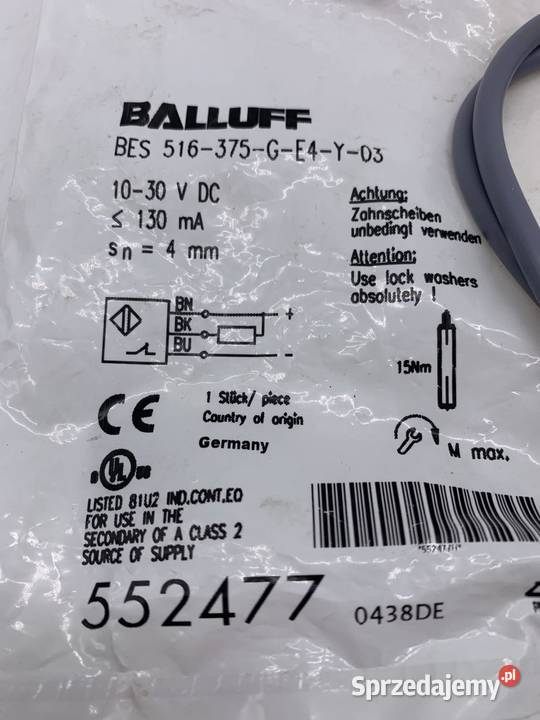 BALLUFF
BES 516-375-G-E4-Y-03
10-30 V DC
≤ 130 mA
sn = 4 mm
Achtung:
Zahnscheiben
unbedingt verwenden
Attention:
Use lock washers
absolutely !
BN
BK
BU
+
-
15Nm
M max.
CE
1 Stück/ piece
Country of origin
Germany
UL
LISTED 81U2 IND.CONT.EQ
FOR USE IN THE
SECONDARY OF A CLASS 2
SOURCE OF SUPPLY
552477
0438DE
Sprzedajemy.pl